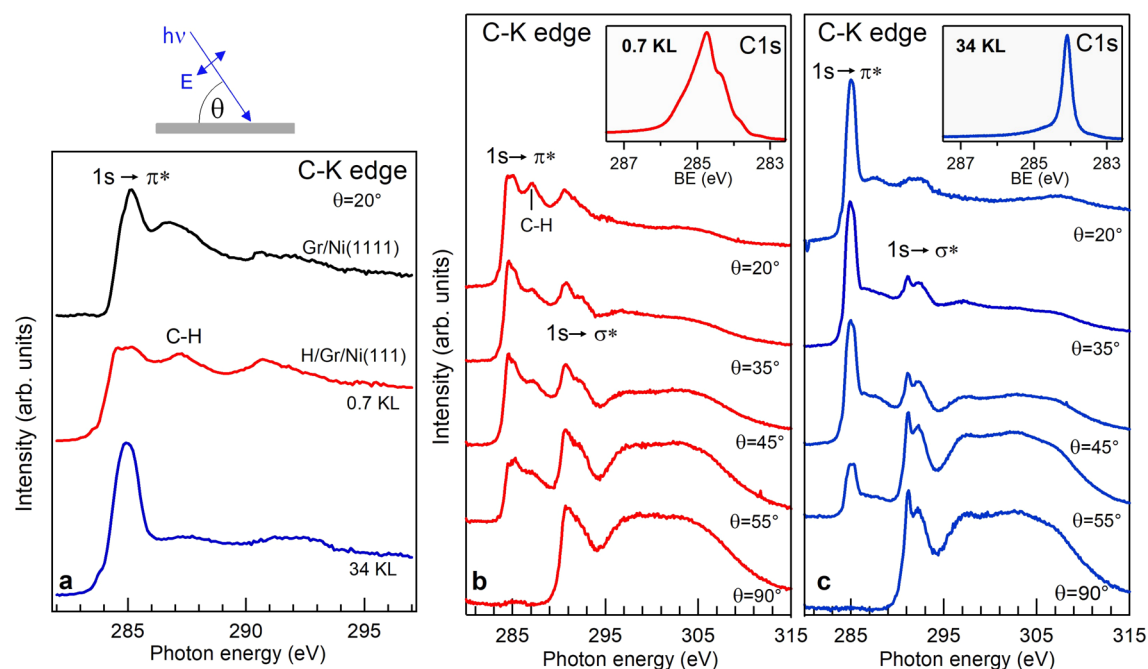 hν
E
θ
C-K edge
1s → π*
θ=20°
Gr/Ni(1111)
C-H
H/Gr/Ni(111)
0.7 KL
34 KL
a
Intensity (arb. units)
285 290 295
Photon energy (eV)
C-K edge
0.7 KL
C1s
287 285 283
BE (eV)
1s→ π*
C-H
θ=20°
1s→ σ*
θ=35°
θ=45°
θ=55°
b
θ=90°
Intensity (arb. units)
285 295 305 315
Photon energy (eV)
C-K edge
34 KL
C1s
287 285 283
BE (eV)
1s→ π*
θ=20°
1s→ σ*
θ=35°
θ=45°
θ=55°
c
θ=90°
285 295 305 315
Photon energy (eV)